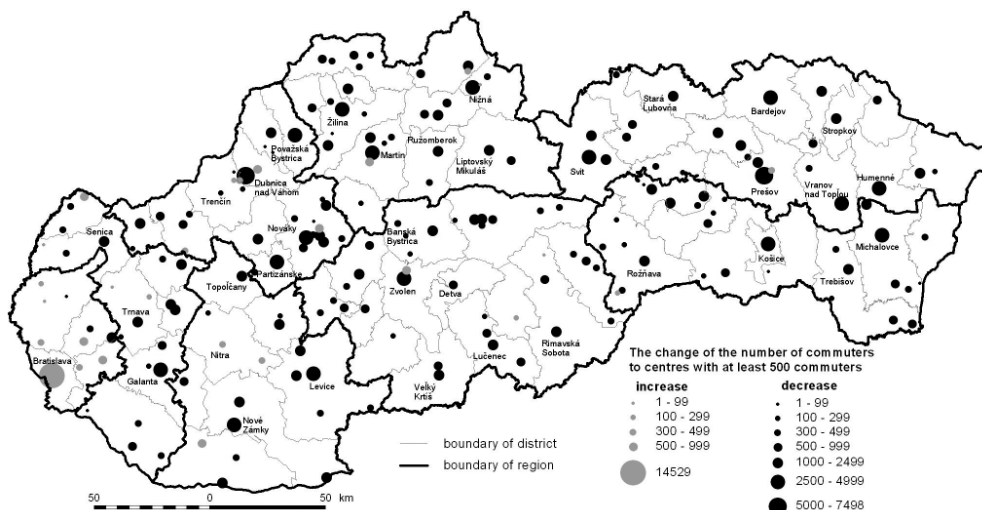 Nižná
Stará
Ľubovňa
Bardejov
Stropkov
Žilina
Považská
Bystrica
Martin
Ružomberok
Liptovský
Mikuláš
Svit
Prešov
Vranov
nad Topľou
Humenné
Dubnica
nad Váhom
Trenčín
Senica
Nováky
Banská
Bystrica
Partizánske
Topoľčany
Zvolen
Detva
Rožňava
Košice
Michalovce
Trebišov
Trnava
Bratislava
Nitra
Galanta
Levice
Nové
Zámky
Veľký
Krtíš
Lučenec
Rimavská
Sobota
The change of the number of commuters
to centres with at least 500 commuters
increase
1 - 99
100 - 299
300 - 499
500 - 999
14529
decrease
1 - 99
100 - 299
300 - 499
500 - 999
1000 - 2499
2500 - 4999
5000 - 7498
boundary of district
boundary of region
50 0 50 km